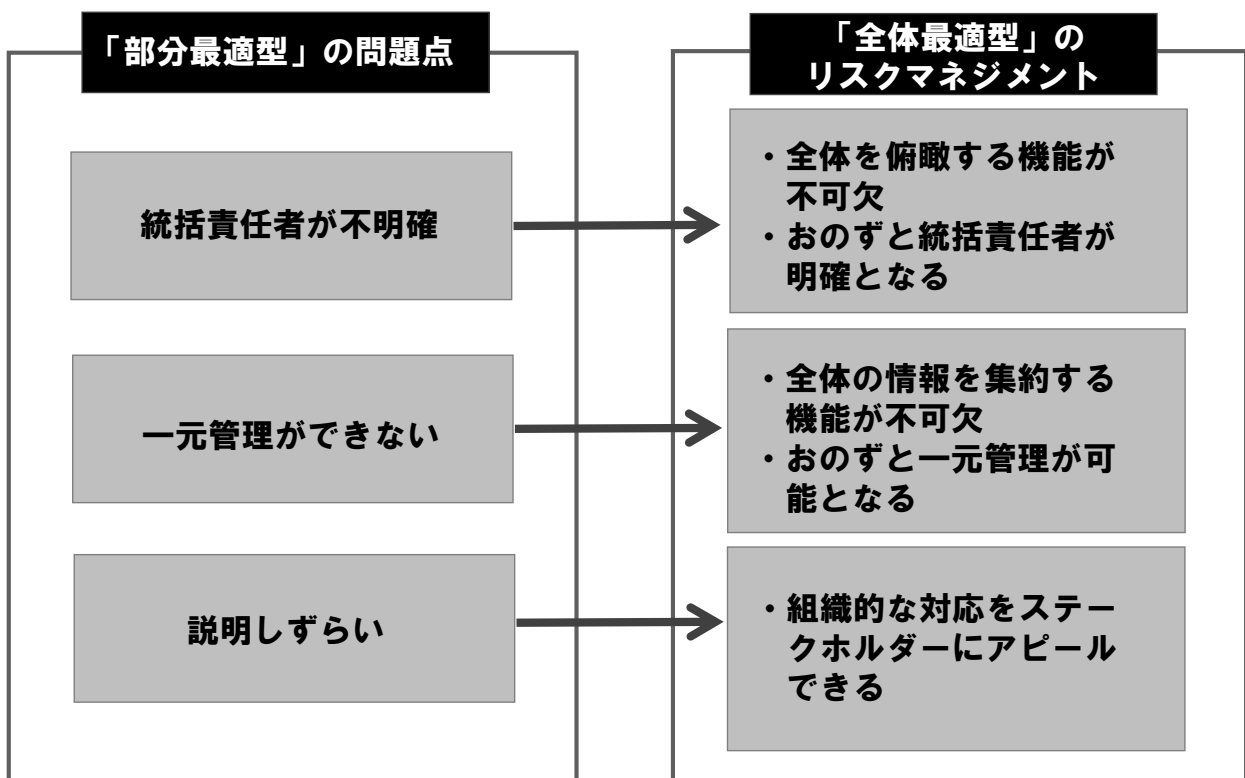 「部分最適型」の問題点
統括責任者が不明確
一元管理ができない
説明しずらい
「全体最適型」の
リスクマネジメント
・全体を俯瞰する機能が
不可欠
・おのずと統括責任者が
明確となる
・全体の情報を集約する
機能が不可欠
・おのずと一元管理が可
能となる
・組織的な対応をステー
クホルダーにアピール
できる